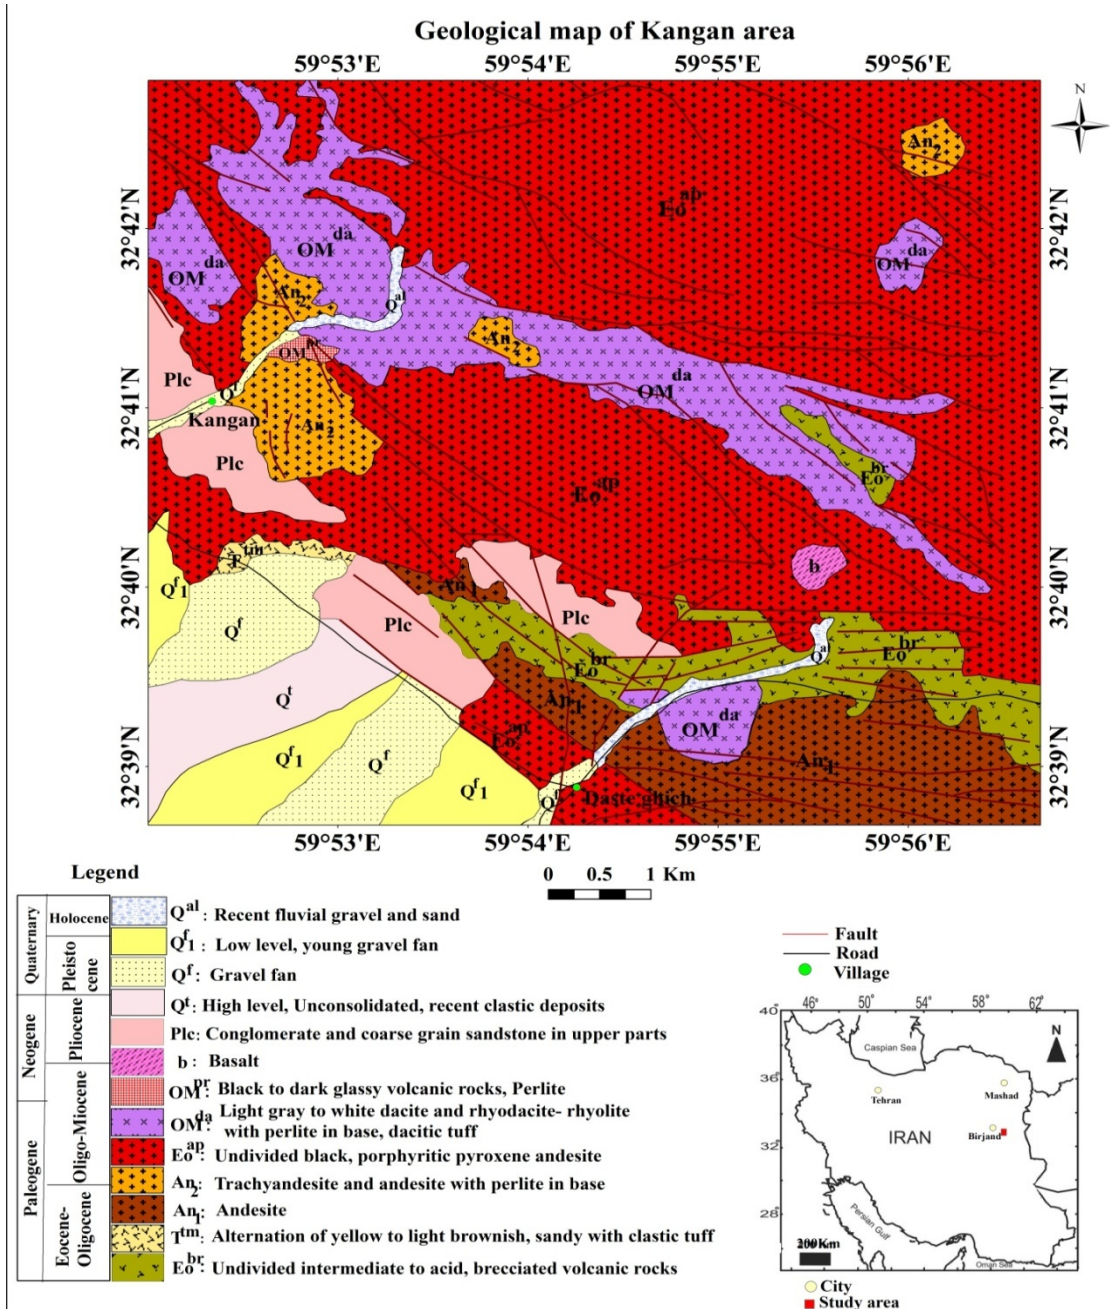 Geological map of Kangan area
59°53'E 59°54'E 59°55'E 59°56'E
N
32°42'N
32°41'N
32°40'N
32°39'N
32°42'N
32°41'N
32°40'N
32°39'N
An2
Eo^ap
OM^da
OM^da
OM^da
An2
Q^al
An2
OM^pr
Plc
Q^f
OM^da
Kangan
An2
Plc
Eo^br
Eo^ap
T^tm
b
Q^f1
An1
Plc
Plc
Q^f
Q^al
Eo^br
Eo^br
Q^t
An1
OM^da
Eo^ap
Q^f1
Q^f
An1
Q^f1
Q^f
Daste ghich
59°53'E 59°54'E 59°55'E 59°56'E
0 0.5 1 Km
Legend
Quaternary
Neogene
Paleogene
Holocene
Pleisto
cene
Pliocene
Oligo-Miocene
Eocene-
Oligocene
Q^al : Recent fluvial gravel and sand
Q^f1 : Low level, young gravel fan
Q^f : Gravel fan
Q^t : High level, Unconsolidated, recent clastic deposits
Plc: Conglomerate and coarse grain sandstone in upper parts
b : Basalt
OM^pr : Black to dark glassy volcanic rocks, Perlite
OM^da : Light gray to white dacite and rhyodacite- rhyolite
with perlite in base, dacitic tuff
Eo^ap : Undivided black, porphyritic pyroxene andesite
An2 : Trachyandesite and andesite with perlite in base
An1 : Andesite
T^tm : Alternation of yellow to light brownish, sandy with clastic tuff
Eo^br : Undivided intermediate to acid, brecciated volcanic rocks
Fault
Road
Village
46° 50° 54° 58° 62°
40
36
32
28
N
Caspian Sea
Tehran
Mashad
IRAN
Birjand
Persian Gulf
Oman Sea
200Km
City
Study area